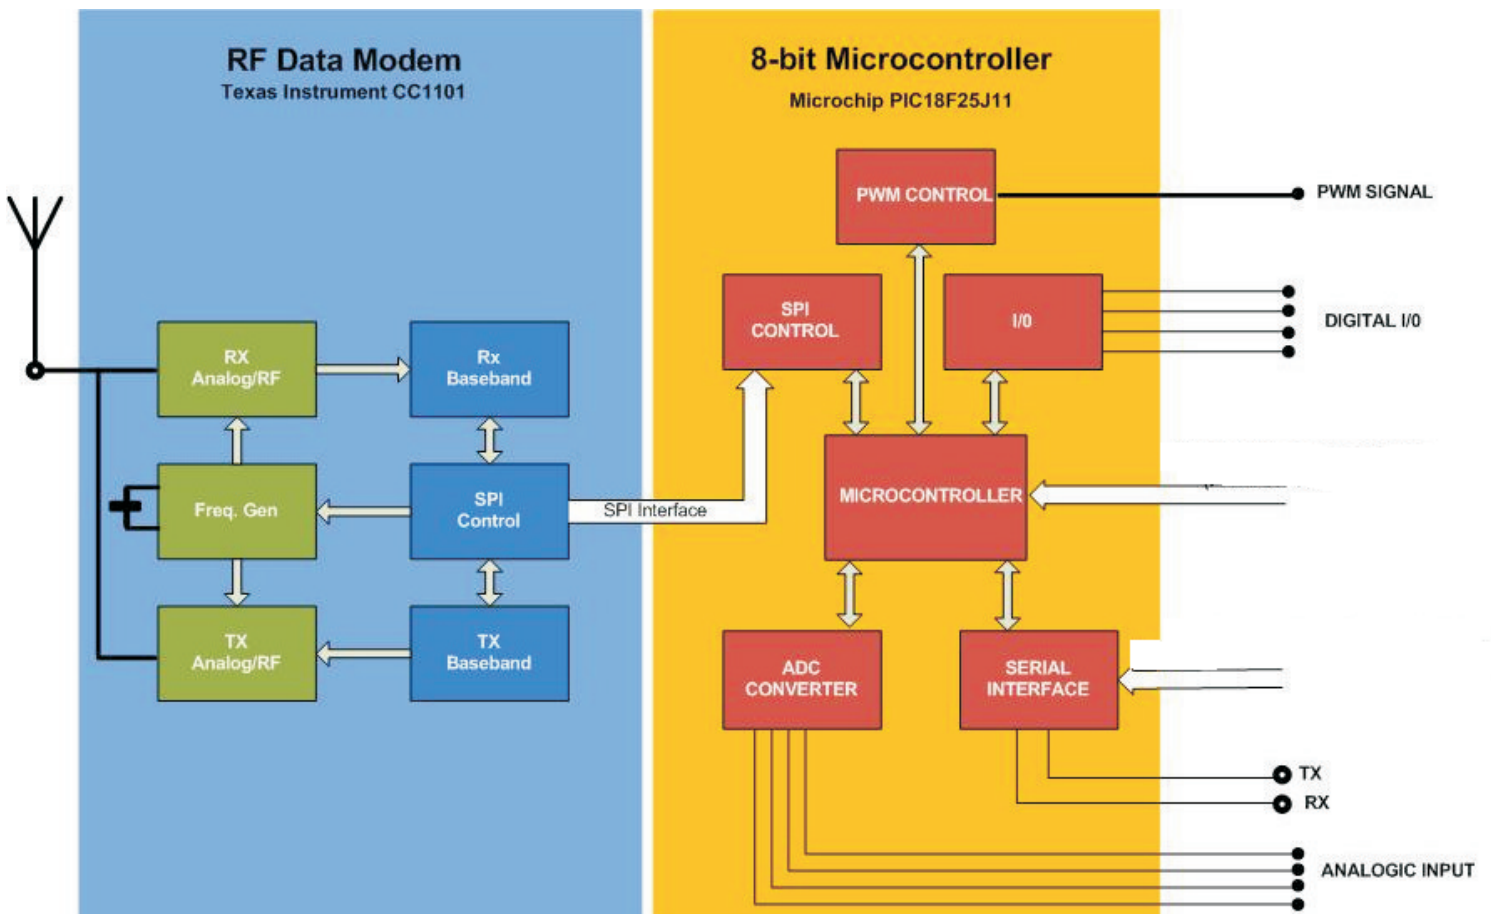 RF Data Modem
Texas Instrument CC1101
8-bit Microcontroller
Microchip PIC18F25J11
PWM CONTROL
PWM SIGNAL
SPI
CONTROL
I/0
DIGITAL I/0
RX
Analog/RF
Rx
Baseband
Freq. Gen
SPI
Control
SPI Interface
MICROCONTROLLER
TX
Analog/RF
TX
Baseband
ADC
CONVERTER
SERIAL
INTERFACE
TX
RX
ANALOGIC INPUT